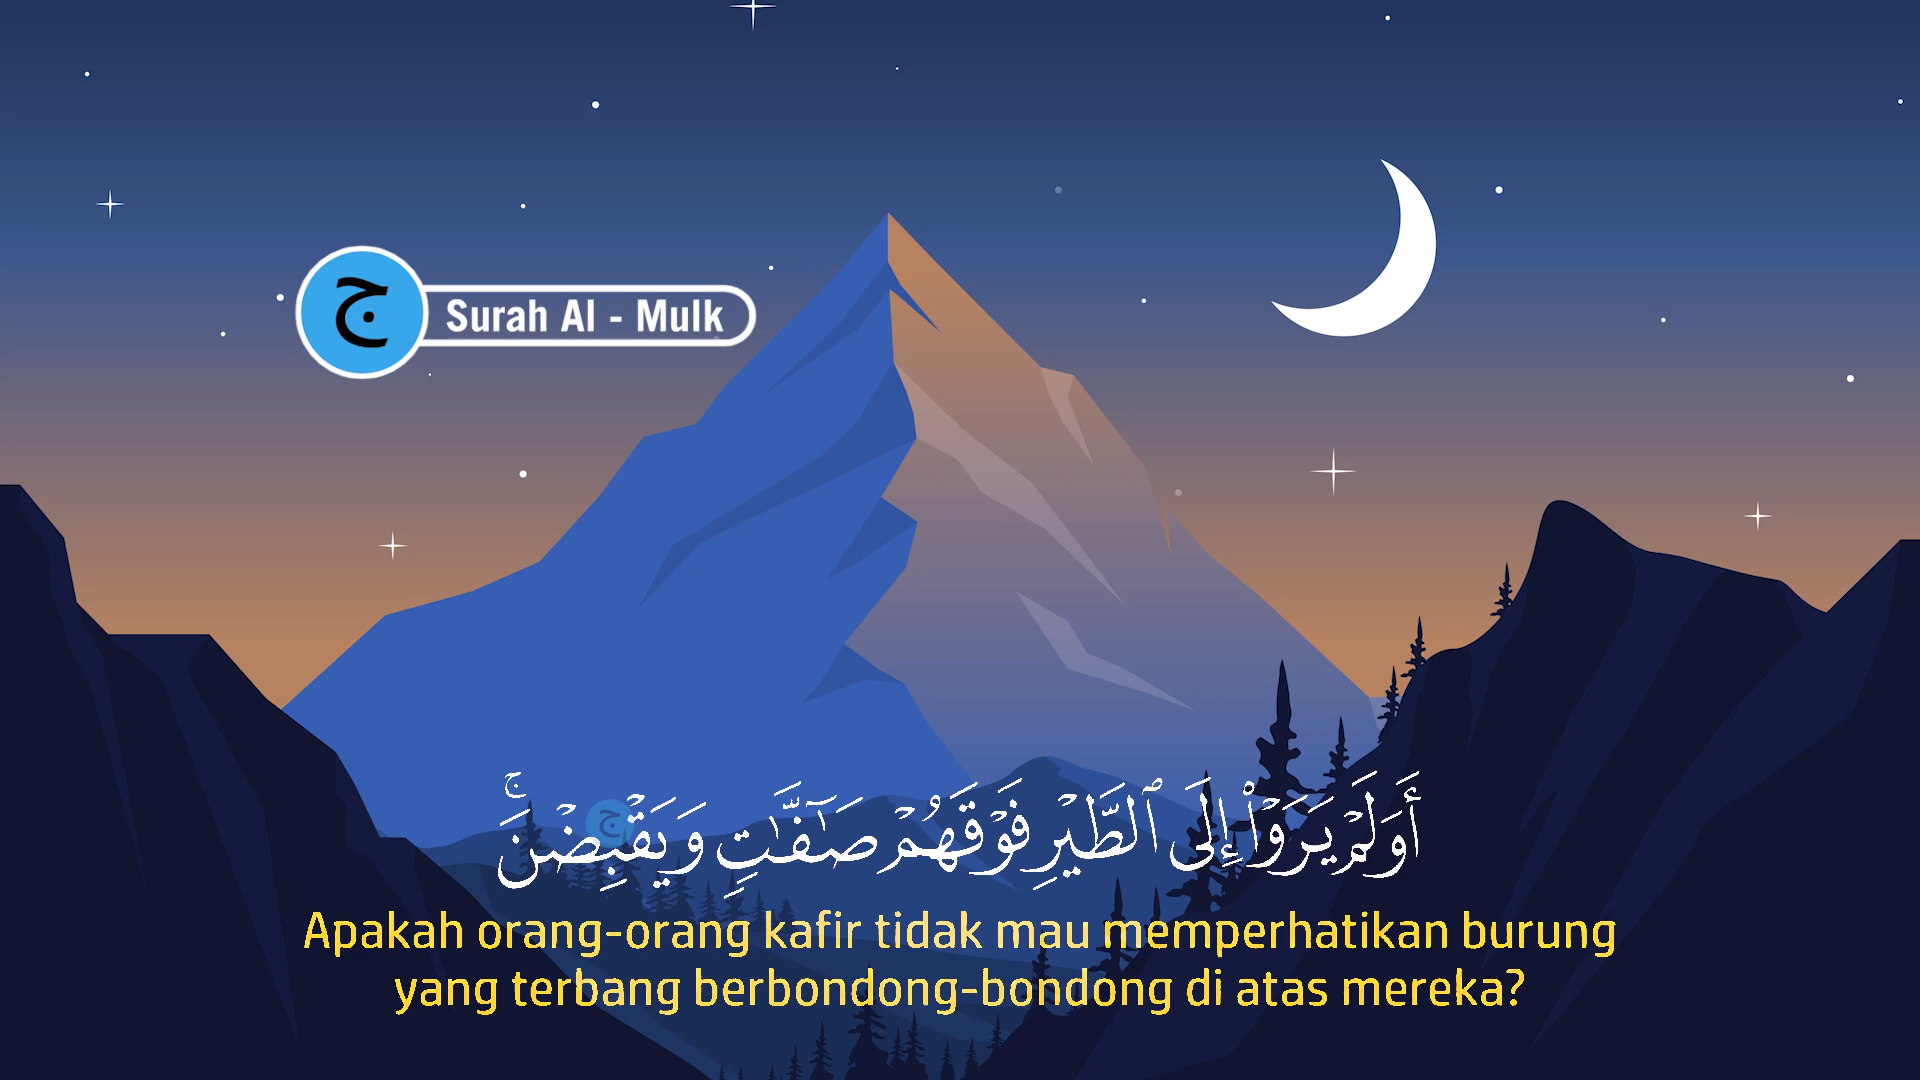 ج
Surah Al - Mulk
أَوَلَمْ يَرَوْا۟ إِلَى ٱلطَّيْرِ فَوْقَهُمْ صَـٰٓفَّـٰتٍ وَيَقْبِضْنَ ۚ
ج
Apakah orang-orang kafir tidak mau memperhatikan burung
yang terbang berbondong-bondong di atas mereka?